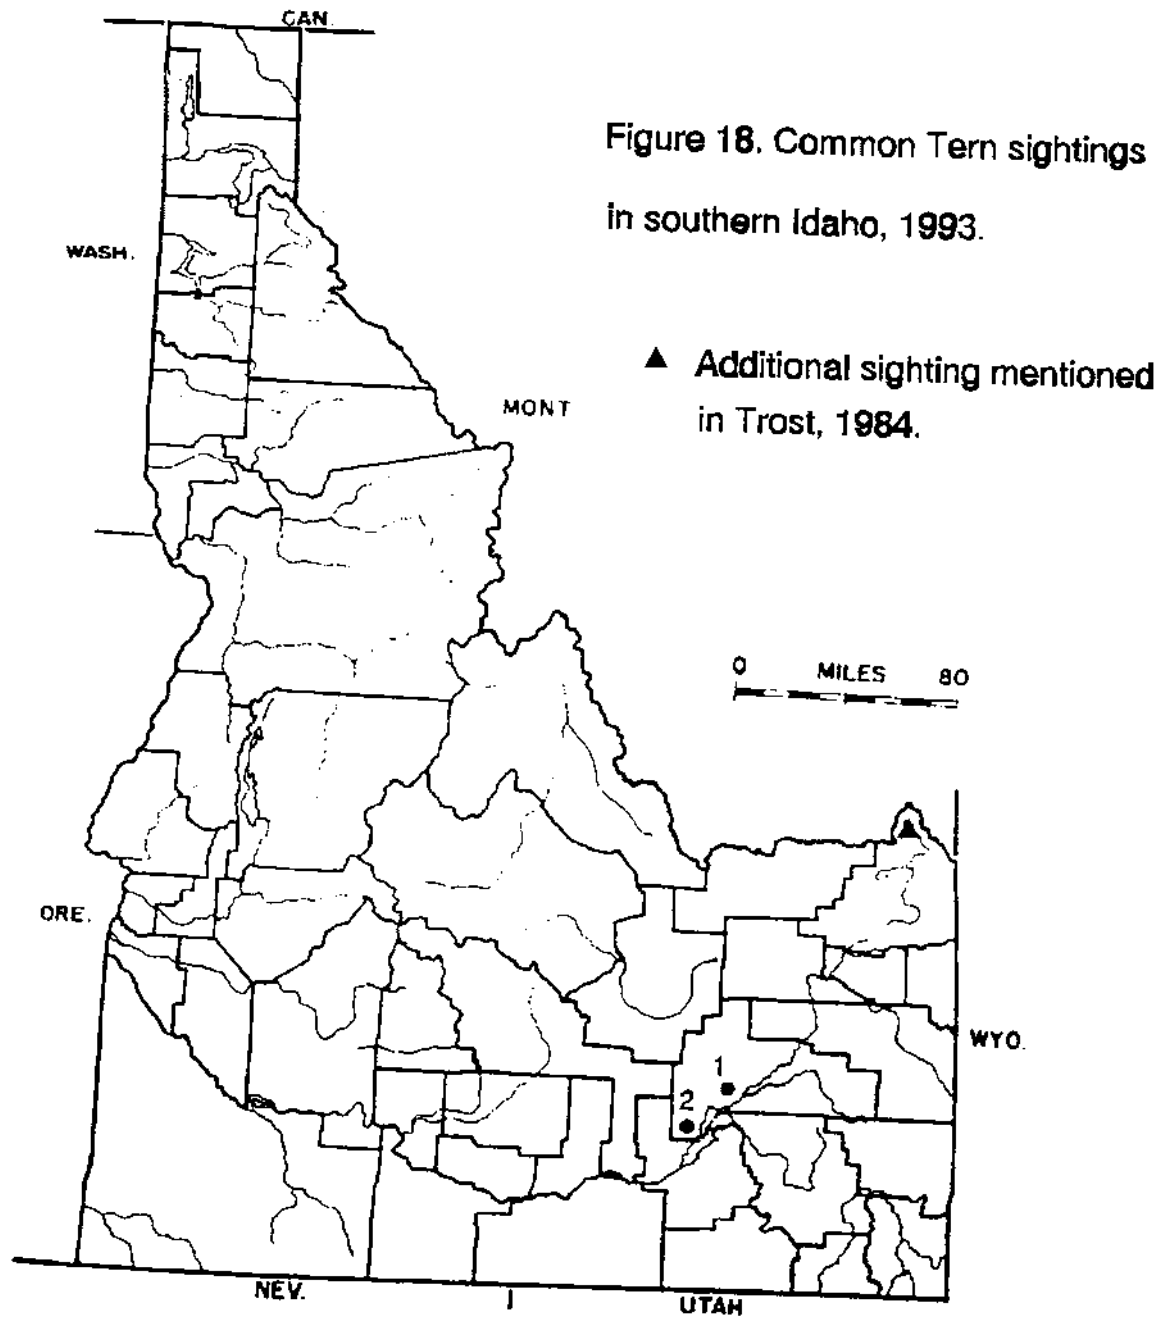 CAN.
Figure 18. Common Tern sightings
in southern Idaho, 1993.
WASH.
▲ Additional sighting mentioned
in Trost, 1984.
MONT
0 MILES 80
ORE.
WYO.
1
2
NEV.
UTAH